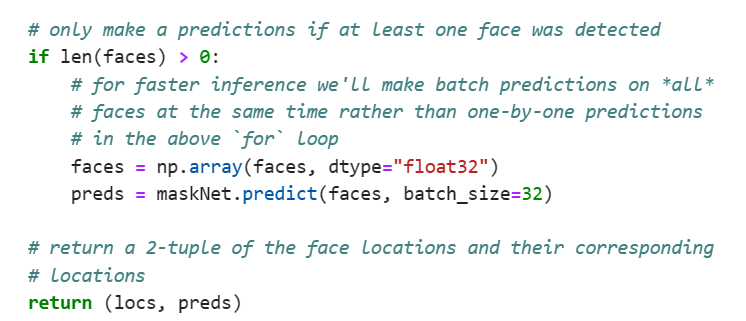 # only make a predictions if at least one face was detected
if len(faces) > 0:
    # for faster inference we'll make batch predictions on *all*
    # faces at the same time rather than one-by-one predictions
    # in the above `for` loop
    faces = np.array(faces, dtype="float32")
    preds = maskNet.predict(faces, batch_size=32)

# return a 2-tuple of the face locations and their corresponding
# locations
return (locs, preds)